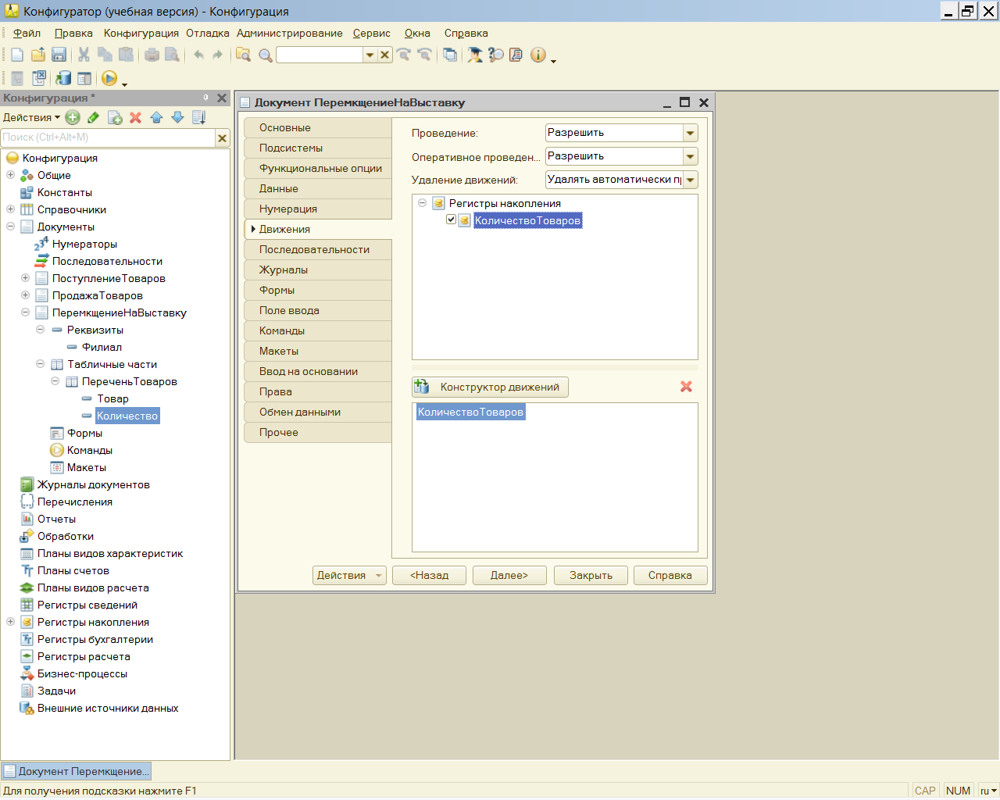 Конфигуратор (учебная версия) - Конфигурация
Файл Правка Конфигурация Отладка Администрирование Сервис Окна Справка
Конфигурация *
Действия
Поиск (Ctrl+Alt+M)
Конфигурация
Общие
Константы
Справочники
Документы
Нумераторы
Последовательности
ПоступлениеТоваров
ПродажаТоваров
ПеремкщениеНаВыставку
Реквизиты
Филиал
Табличные части
ПереченьТоваров
Товар
Количество
Формы
Команды
Макеты
Журналы документов
Перечисления
Отчеты
Обработки
Планы видов характеристик
Планы счетов
Планы видов расчета
Регистры сведений
Регистры накопления
Регистры бухгалтерии
Регистры расчета
Бизнес-процессы
Задачи
Внешние источники данных
Документ ПеремкщениеНаВыставку
Основные
Подсистемы
Функциональные опции
Данные
Нумерация
Движения
Последовательности
Журналы
Формы
Поле ввода
Команды
Макеты
Ввод на основании
Права
Обмен данными
Прочее
Проведение: Разрешить
Оперативное проведен... Разрешить
Удаление движений: Удалять автоматически п
Регистры накопления
КоличествоТоваров
Конструктор движений
КоличествоТоваров
Действия <Назад Далее> Закрыть Справка
Документ Перемкщение...
Для получения подсказки нажмите F1 CAP NUM ru